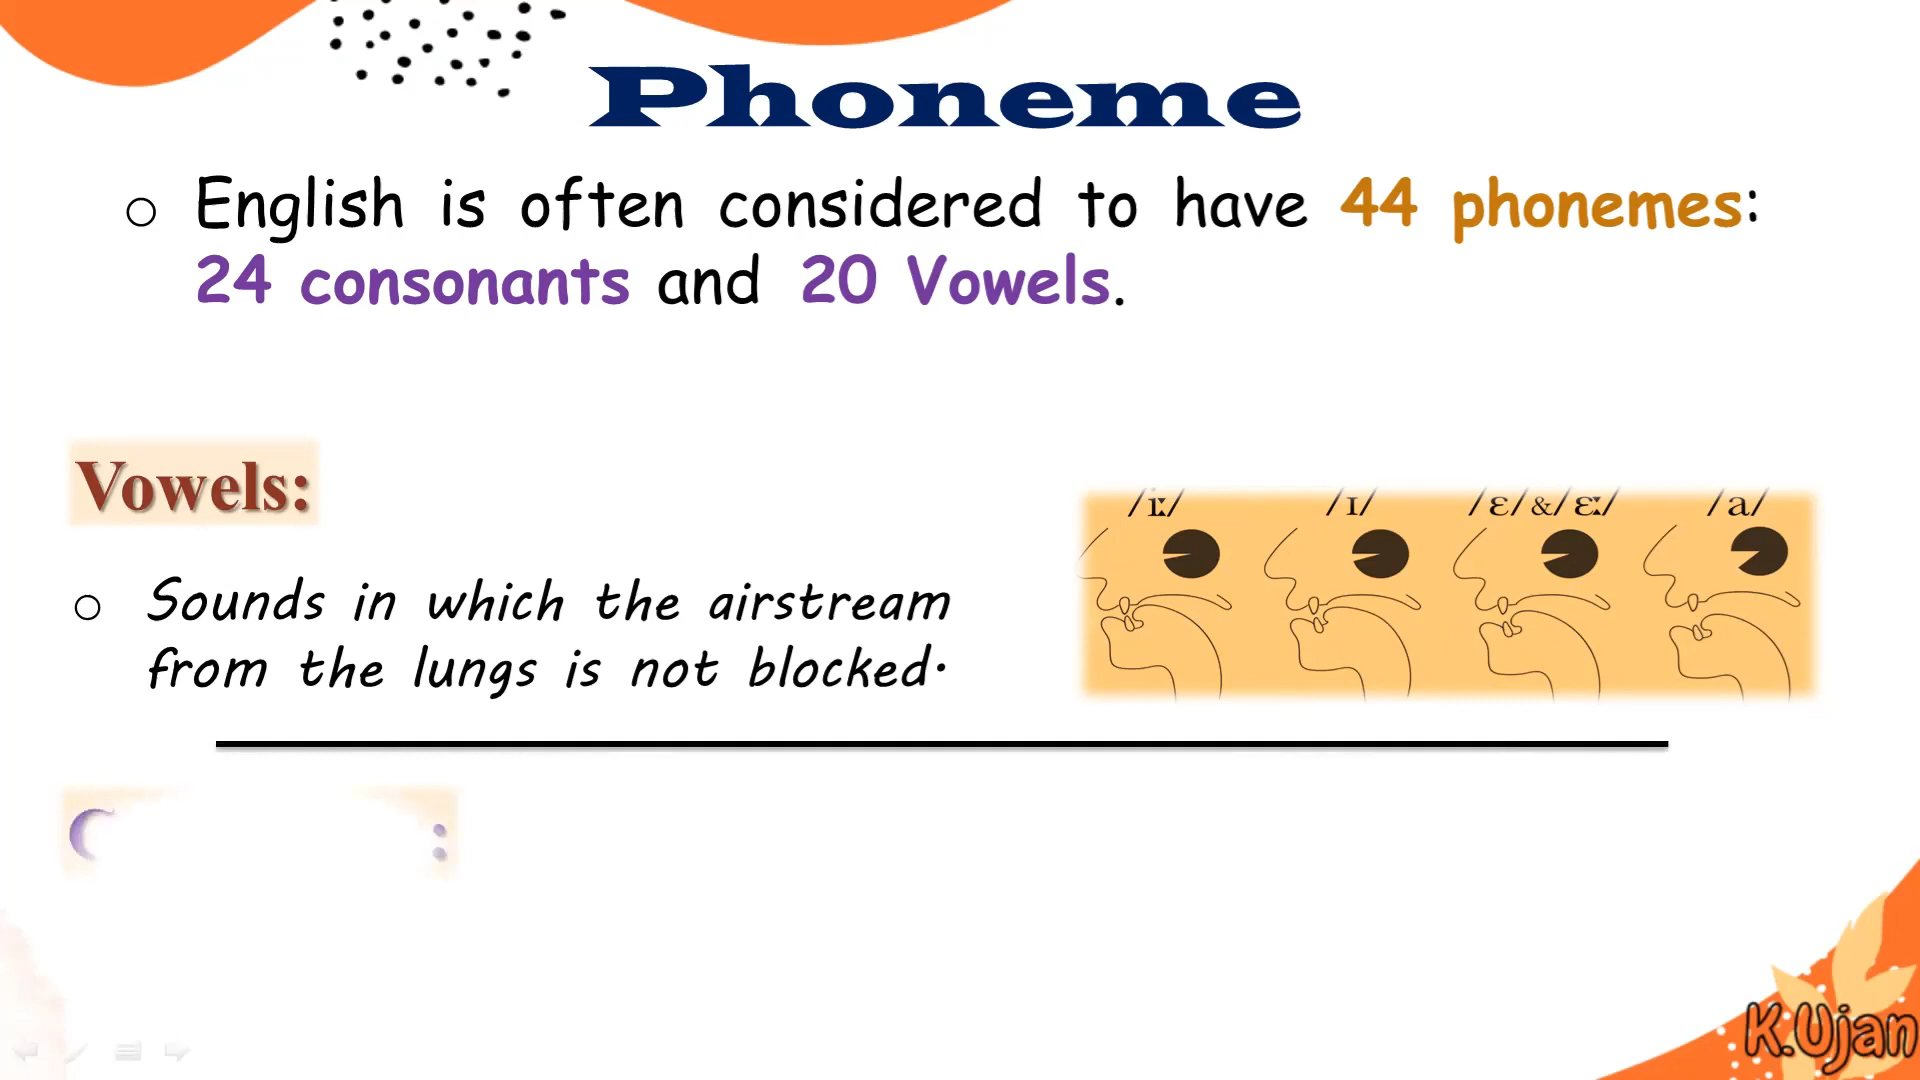 Phoneme
○ English is often considered to have 44 phonemes:
24 consonants and 20 Vowels.
Vowels:
/iː/ /ɪ/ /ɛ/&/ɛː/ /a/
○ Sounds in which the airstream
from the lungs is not blocked.
K.Ujan